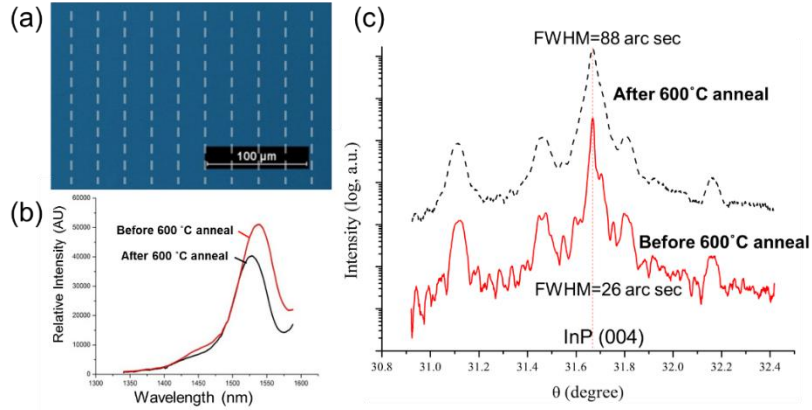 (a)
100 µm
(b)
Relative Intensity (AU)
60000
50000
40000
30000
20000
10000
0
Before 600 °C anneal
After 600 °C anneal
1300 1350 1400 1450 1500 1550 1600
Wavelength (nm)
(c)
Intensity (log, a.u.)
FWHM=88 arc sec
After 600˚C anneal
Before 600˚C anneal
FWHM=26 arc sec
InP (004)
30.8 31.0 31.2 31.4 31.6 31.8 32.0 32.2 32.4
θ (degree)